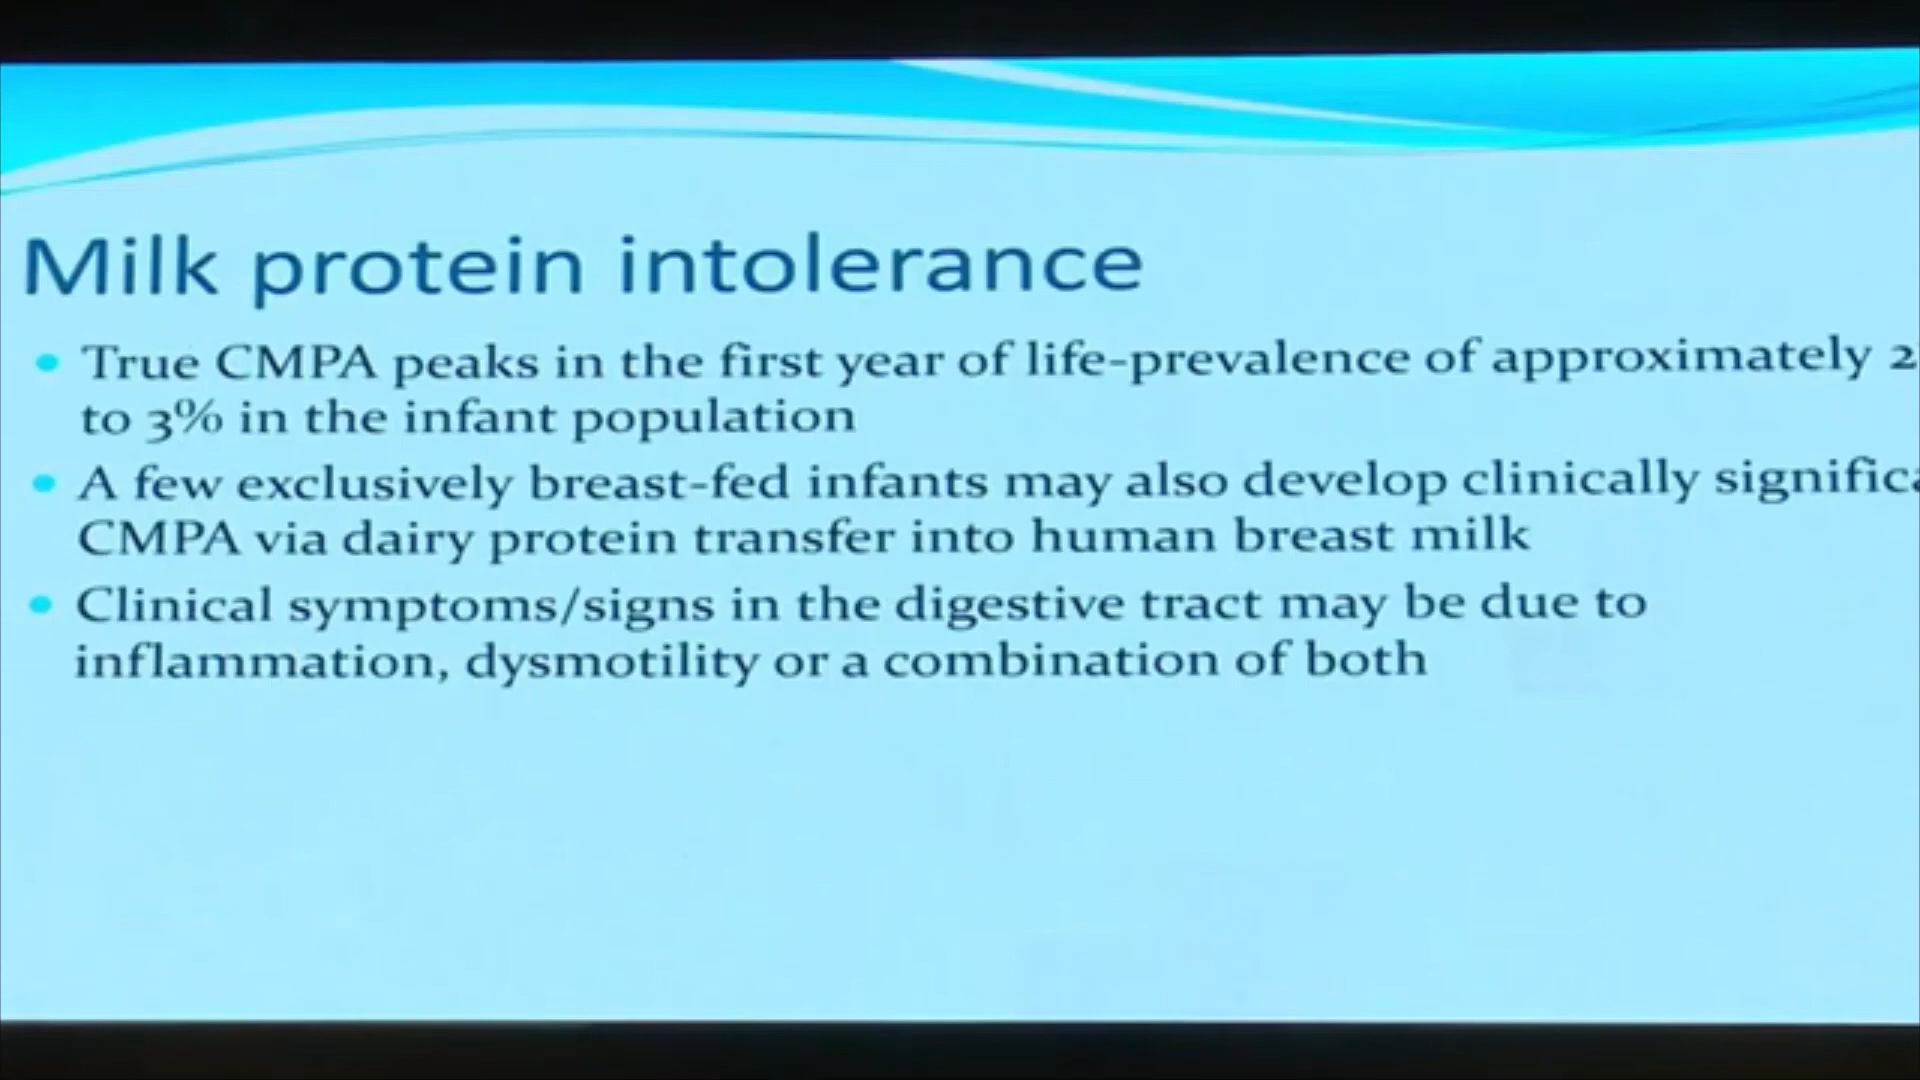 Milk protein intolerance
True CMPA peaks in the first year of life-prevalence of approximately 2
to 3% in the infant population
A few exclusively breast-fed infants may also develop clinically
CMPA via dairy protein transfer into human breast milk
Clinical symptoms/signs in the digestive tract may be due to
inflammation, dysmotility or a combination of both